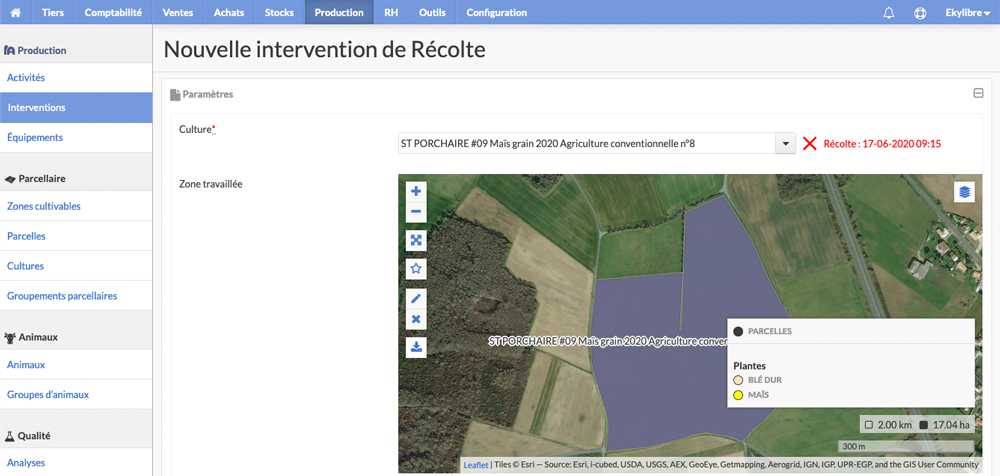 Tiers Comptabilité Ventes Achats Stocks Production RH Outils Configuration Ekylibre
Production
Activités
Interventions
Équipements
Parcellaire
Zones cultivables
Parcelles
Cultures
Groupements parcellaires
Animaux
Animaux
Groupes d'animaux
Qualité
Analyses
Nouvelle intervention de Récolte
Paramètres
Culture*
ST PORCHAIRE #09 Maïs grain 2020 Agriculture conventionnelle n°8
Récolte : 17-06-2020 09:15
Zone travaillée
ST PORCHAIRE #09 Maïs grain 2020 Agriculture conver
PARCELLES
Plantes
BLÉ DUR
MAÏS
2.00 km 17.04 ha
300 m
Leaflet | Tiles © Esri — Source: Esri, i-cubed, USDA, USGS, AEX, GeoEye, Getmapping, Aerogrid, IGN, IGP, UPR-EGP, and the GIS User Community